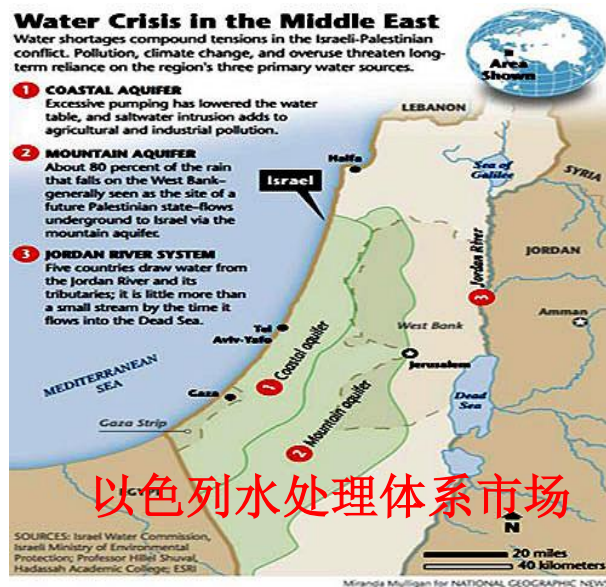 Water Crisis in the Middle East
Water shortages compound tensions in the Israeli-Palestinian
conflict. Pollution, climate change, and overuse threaten long-
term reliance on the region's three primary water sources.
Area
Shown
1 COASTAL AQUIFER
Excessive pumping has lowered the water
table, and saltwater intrusion adds to
agricultural and industrial pollution.
2 MOUNTAIN AQUIFER
About 80 percent of the rain
that falls on the West Bank–
generally seen as the site of a
future Palestinian state–flows
underground to Israel via the
mountain aquifer.
3 JORDAN RIVER SYSTEM
Five countries draw water from
the Jordan River and its
tributaries; it is little more than
a small stream by the time it
flows into the Dead Sea.
LEBANON
Haifa
Sea of
Galilee
SYRIA
Israel
Jordan River
3
JORDAN
Amman
West Bank
Tel
Aviv-Yafo
Jerusalem
MEDITERRANEAN
SEA
1 Coastal aquifer
Gaza
Mountain aquifer
2
Dead
Sea
Gaza Strip
EGYPT
以色列水处理体系市场
N
SOURCES: Israel Water Commission,
Israeli Ministry of Environmental
Protection; Professor Hillel Shuval,
Hadassah Academic College; ESRI
20 miles
40 kilometers
Miranda Mulligan for NATIONAL GEOGRAPHIC NEW